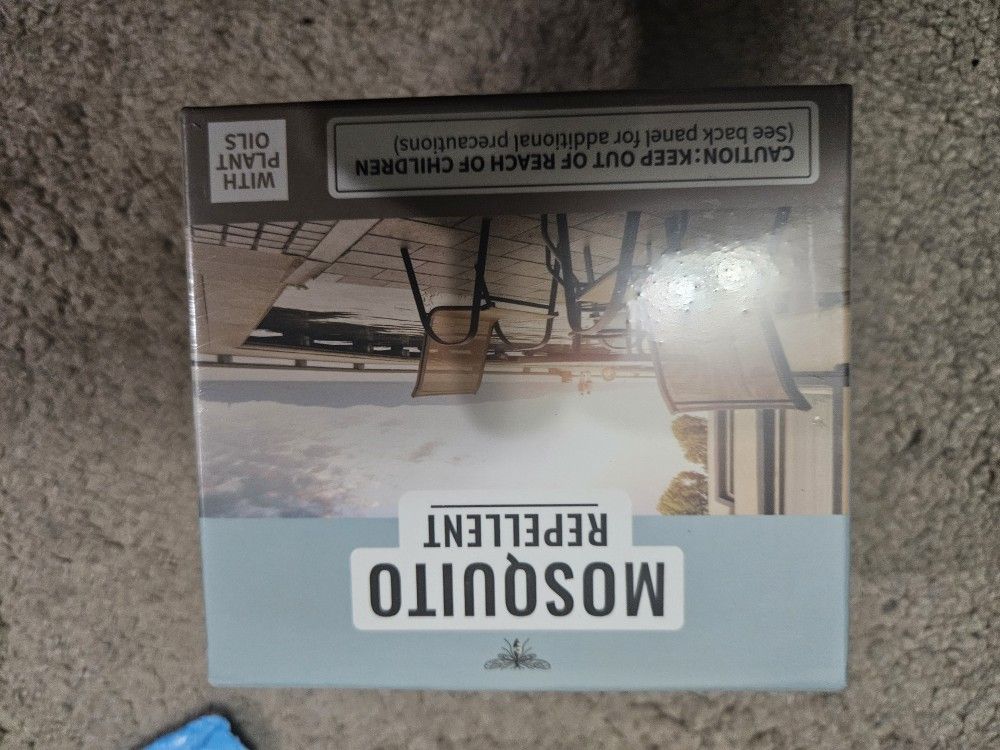 MOSQUITO
REPELLENT
WITH
PLANT
OILS
CAUTION: KEEP OUT OF REACH OF CHILDREN
(See back panel for additional precautions)